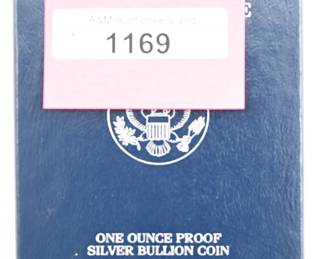 A&M Auctioneers and
1169
E
ONE OUNCE PROOF
SILVER BULLION COIN